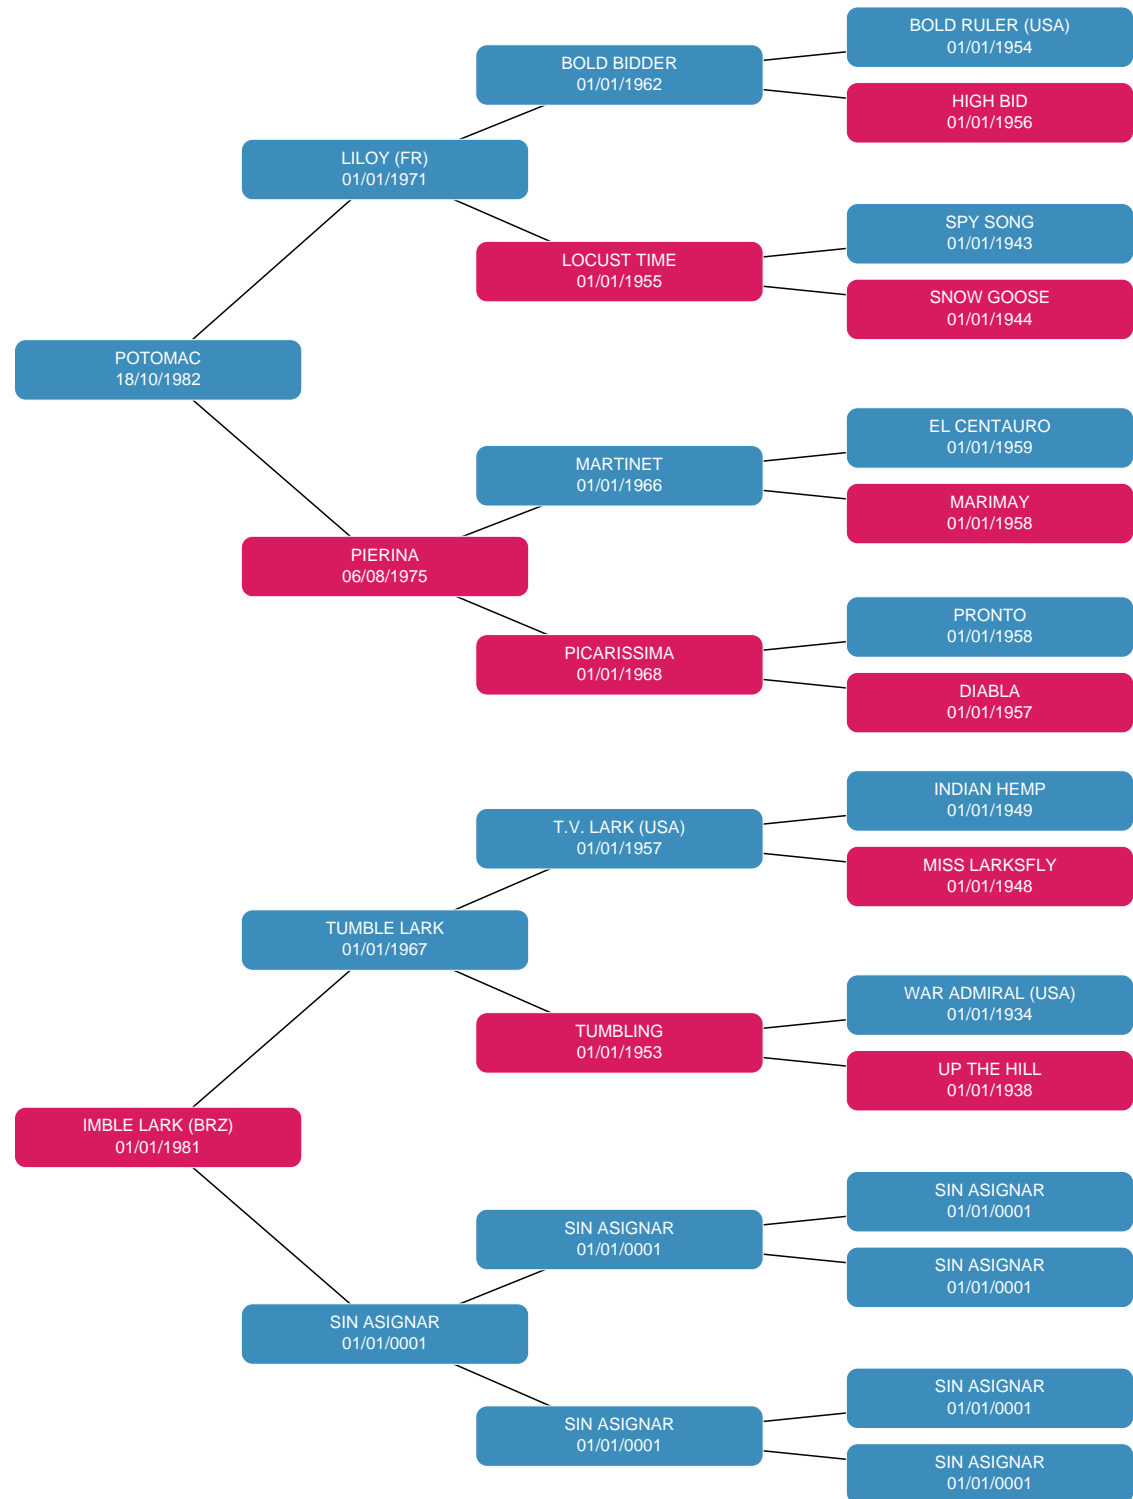 BOLD RULER (USA)
01/01/1954
BOLD BIDDER
01/01/1962
HIGH BID
01/01/1956
LILOY (FR)
01/01/1971
SPY SONG
01/01/1943
LOCUST TIME
01/01/1955
SNOW GOOSE
01/01/1944
POTOMAC
18/10/1982
EL CENTAURO
01/01/1959
MARTINET
01/01/1966
MARIMAY
01/01/1958
PIERINA
06/08/1975
PRONTO
01/01/1958
PICARISSIMA
01/01/1968
DIABLA
01/01/1957
INDIAN HEMP
01/01/1949
T.V. LARK (USA)
01/01/1957
MISS LARKSFLY
01/01/1948
TUMBLE LARK
01/01/1967
WAR ADMIRAL (USA)
01/01/1934
TUMBLING
01/01/1953
UP THE HILL
01/01/1938
IMBLE LARK (BRZ)
01/01/1981
SIN ASIGNAR
01/01/0001
SIN ASIGNAR
01/01/0001
SIN ASIGNAR
01/01/0001
SIN ASIGNAR
01/01/0001
SIN ASIGNAR
01/01/0001
SIN ASIGNAR
01/01/0001
SIN ASIGNAR
01/01/0001